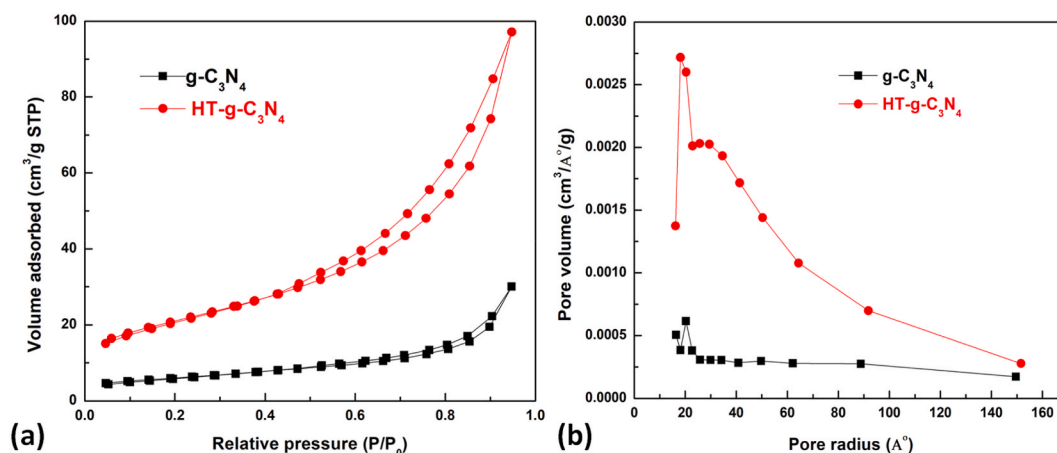 100
80
60
40
20
0
Volume adsorbed (cm³/g STP)
g-C₃N₄
HT-g-C₃N₄
0.0 0.2 0.4 0.6 0.8 1.0
Relative pressure (P/P₀)
(a)
0.0030
0.0025
0.0020
0.0015
0.0010
0.0005
0.0000
Pore volume (cm³/A°/g)
g-C₃N₄
HT-g-C₃N₄
0 20 40 60 80 100 120 140 160
Pore radius (A°)
(b)